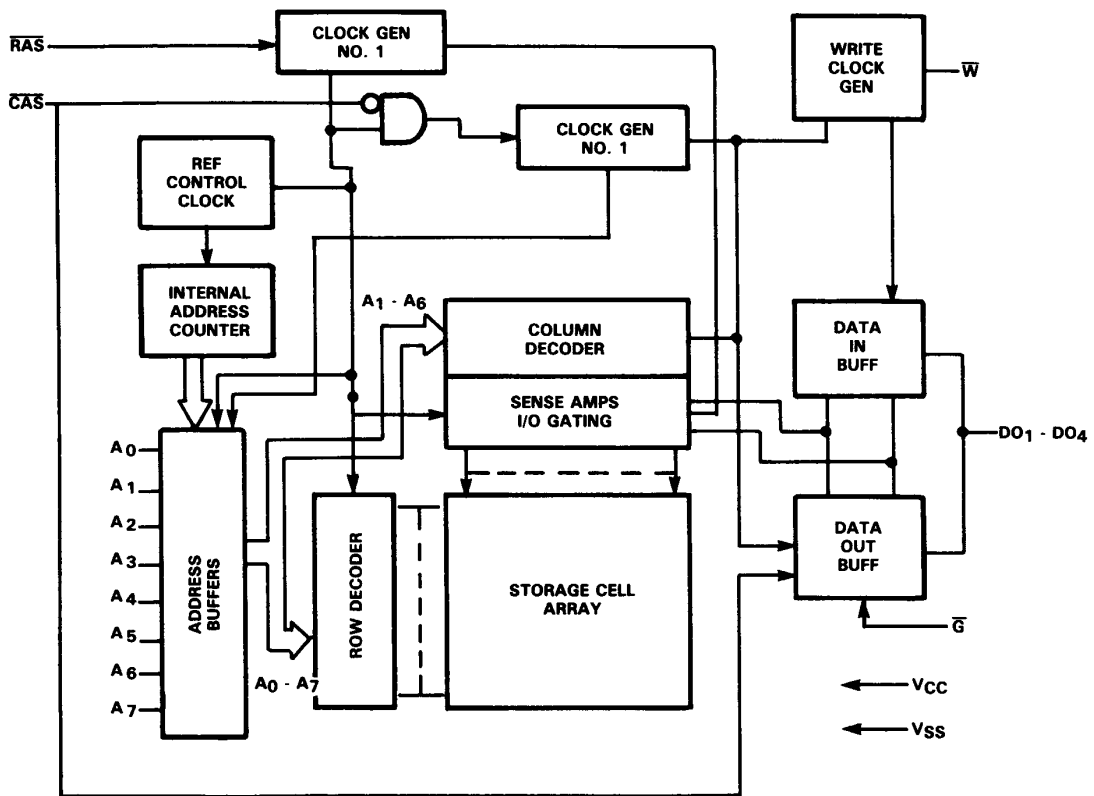 RAS
CLOCK GEN
NO. 1
WRITE
CLOCK
GEN
W
CAS
CLOCK GEN
NO. 1
REF
CONTROL
CLOCK
INTERNAL
ADDRESS
COUNTER
A1 - A6
COLUMN
DECODER
DATA
IN
BUFF
SENSE AMPS
I/O GATING
DO1 - DO4
A0
A1
A2
A3
A4
A5
A6
A7
ADDRESS
BUFFERS
ROW DECODER
STORAGE CELL
ARRAY
DATA
OUT
BUFF
G
A0 - A7
VCC
VSS